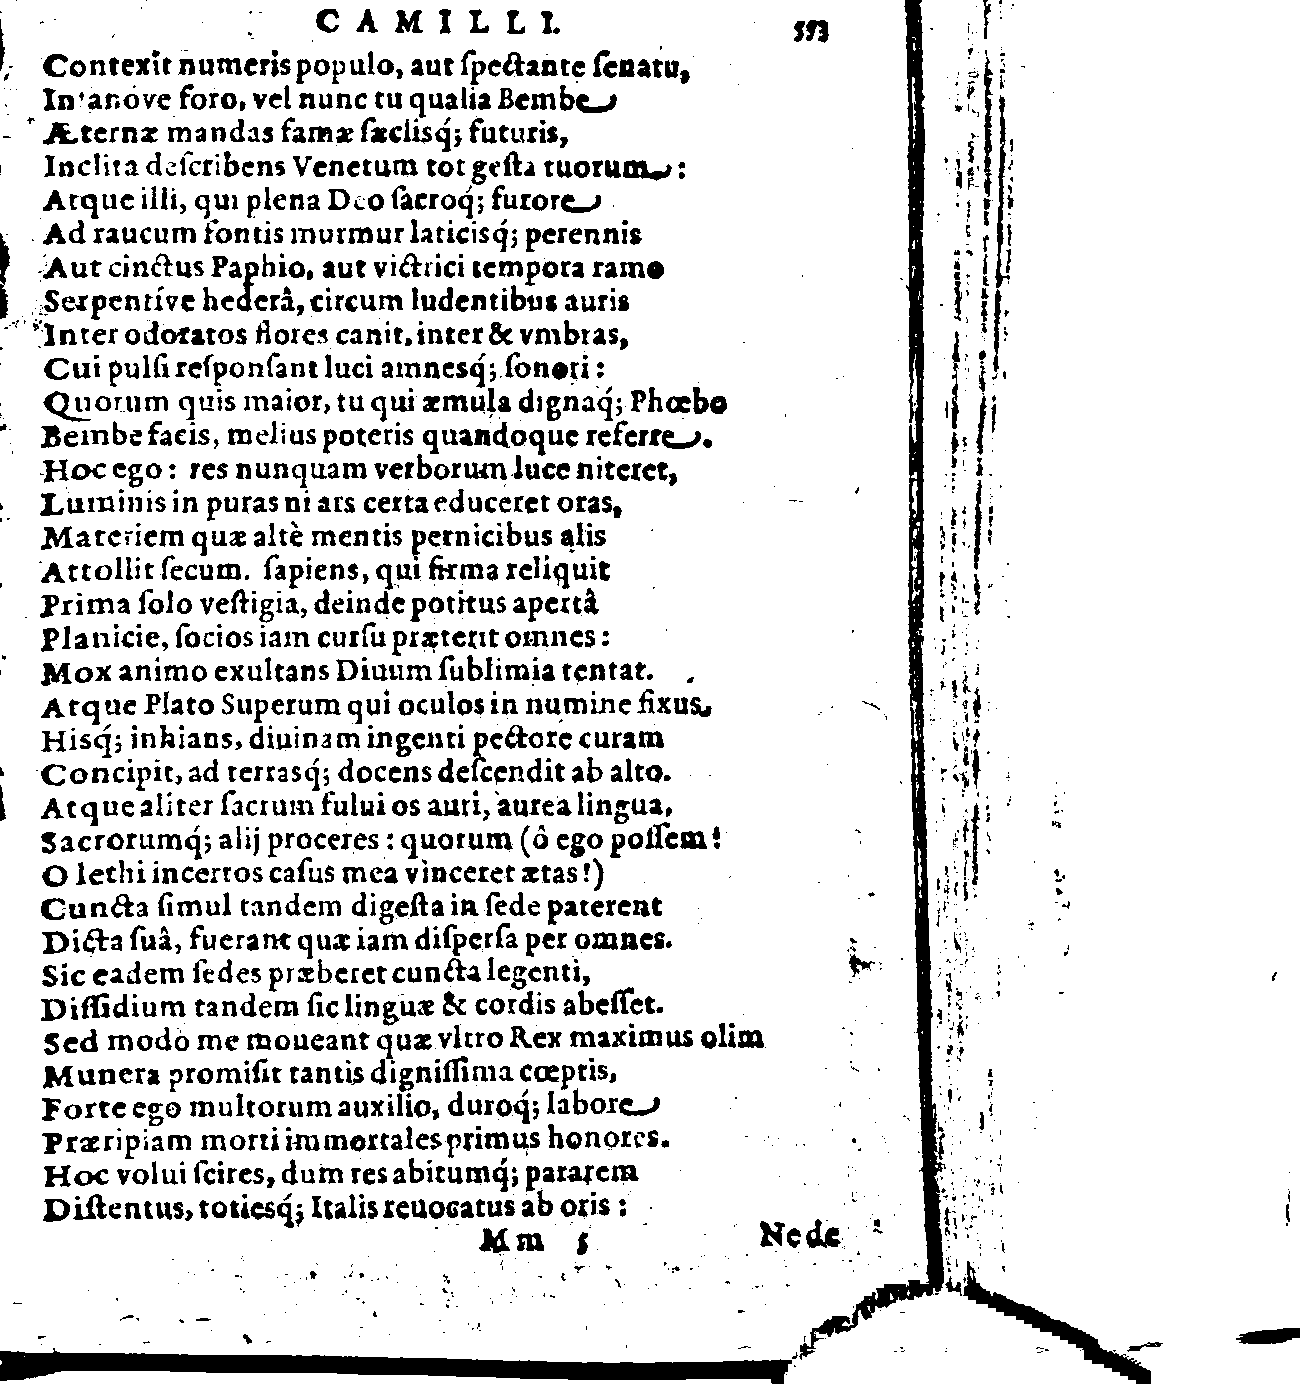 CAMILLI. 553
Contexit numeris populo, aut ſpectante ſenatu,
Inſanove foro, vel nunc tu qualia Bembe
Æternæ mandas famæ ſæclisq́; futuris,
Inclita deſcribens Venetum tot geſta tuorum:
Atque illi, qui plena Deo ſacroq́; furore
Ad raucum fontis murmur laticisq́; perennis
Aut cinctus Paphio, aut victrici tempora ramo
Serpentíve hederâ, circum ludentibus auris
Inter odoratos flores canit, inter & vmbras,
Cui pulſi reſponſant luci amnesq́; ſonori:
Quorum quis maior, tu qui æmula dignaq́; Phœbo
Bembe facis, melius poteris quandoque referre.
Hoc ego: res nunquam verborum luce niteret,
Luminis in puras ni ars certa educeret oras,
Materiem quæ altè mentis pernicibus alis
Attollit ſecum. ſapiens, qui firma reliquit
Prima ſolo veſtigia, deinde potitus apertâ
Planicie, ſocios iam curſu præterit omnes:
Mox animo exultans Diuum ſublimia tentat.
Atque Plato Superum qui oculos in numine fixus
Hisq́; inhians, diuinam ingenti pectore curam
Concipit, ad terrasq́; docens deſcendit ab alto.
Atque aliter ſacrum fului os auri, aurea lingua,
Sacrorumq́; alij proceres: quorum (ô ego poſſem!
O lethi incertos caſus mea vinceret ætas!)
Cuncta ſimul tandem digeſta in ſede paterent
Dicta ſuâ, fuerant quæ iam diſperſa per omnes.
Sic eadem ſedes præberet cuncta legenti,
Diſſidium tandem ſic linguæ & cordis abeſſet.
Sed modò me moueant quæ vltro Rex maximus olim
Munera promiſit tantis digniſſima cœptis,
Forte ego multorum auxilio, duroq́; labore
Præripiam morti immortales primus honores.
Hoc volui ſcires, dum res abitumq́; pararem
Diſtentus, totiesq́; Italis reuocatus ab oris:
Mm 5 Nede